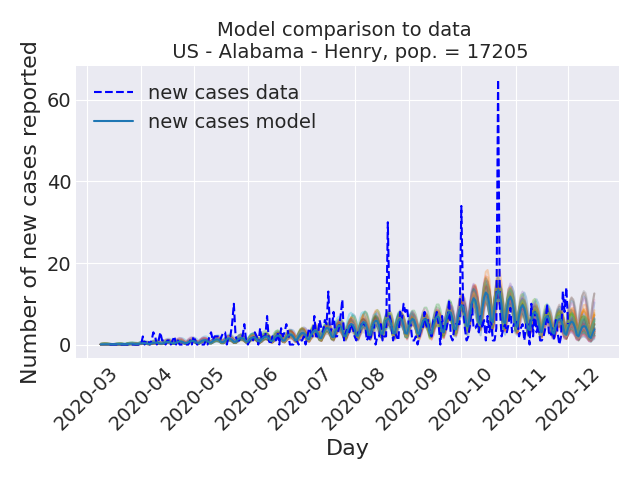 Model comparison to data
US - Alabama - Henry, pop. = 17205
Number of new cases reported
new cases data
new cases model
60
40
20
0
2020-03
2020-04
2020-05
2020-06
2020-07
2020-08
2020-09
2020-10
2020-11
2020-12
Day